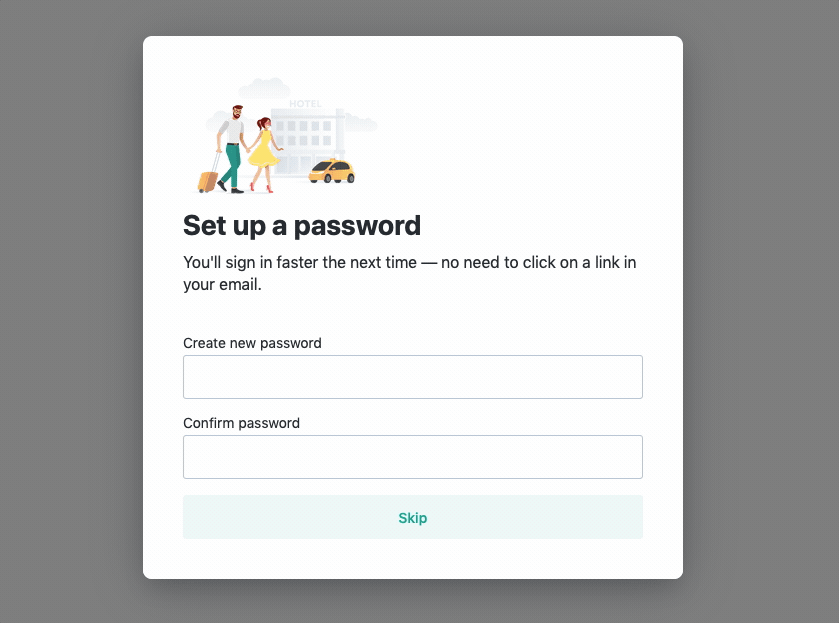 HOTEL
Set up a password
You'll sign in faster the next time — no need to click on a link in
your email.
Create new password
Confirm password
Skip